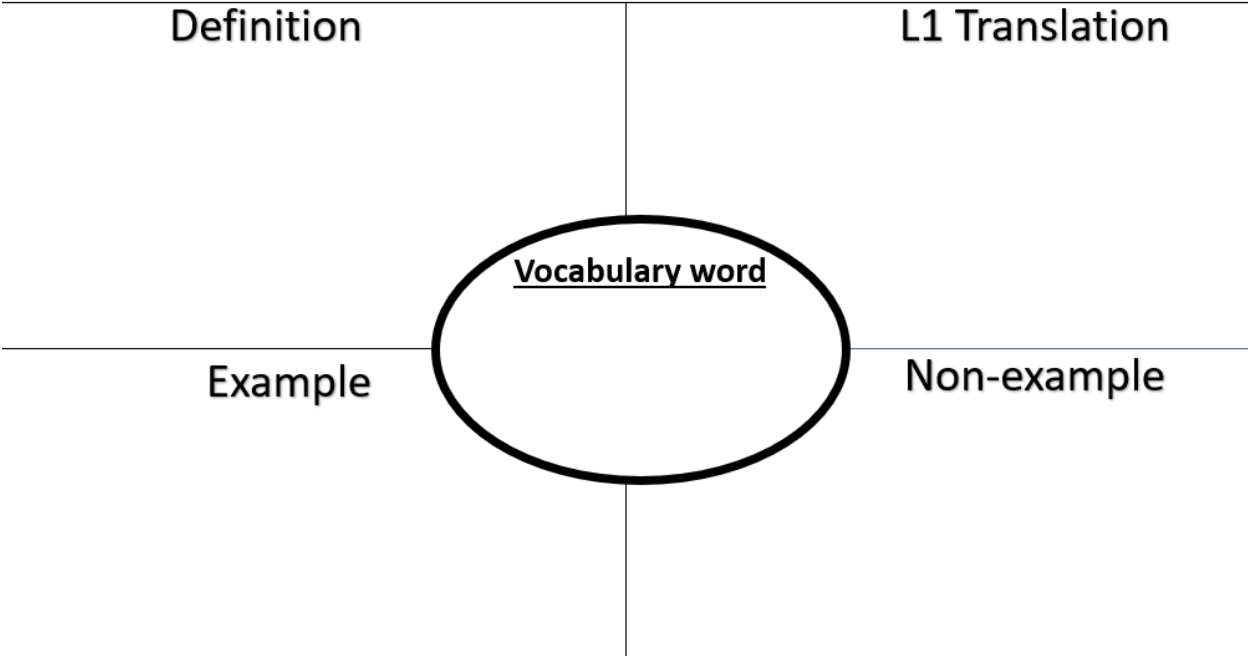 Definition
L1 Translation
Vocabulary word
Example
Non-example